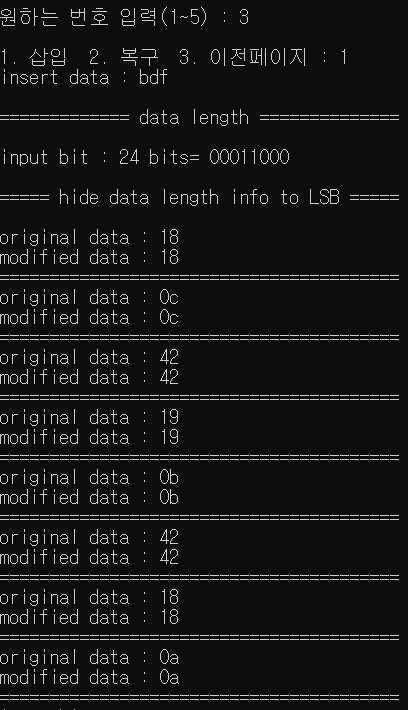 원하는 번호 입력(1~5) : 3
1. 삽입 2. 복구 3. 이전페이지 : 1
insert data : bdf
============= data length ==============
input bit : 24 bits= 00011000
===== hide data length info to LSB =====
original data : 18
modified data : 18
========================================
original data : 0c
modified data : 0c
========================================
original data : 42
modified data : 42
========================================
original data : 19
modified data : 19
========================================
original data : 0b
modified data : 0b
========================================
original data : 42
modified data : 42
========================================
original data : 18
modified data : 18
========================================
original data : 0a
modified data : 0a
========================================